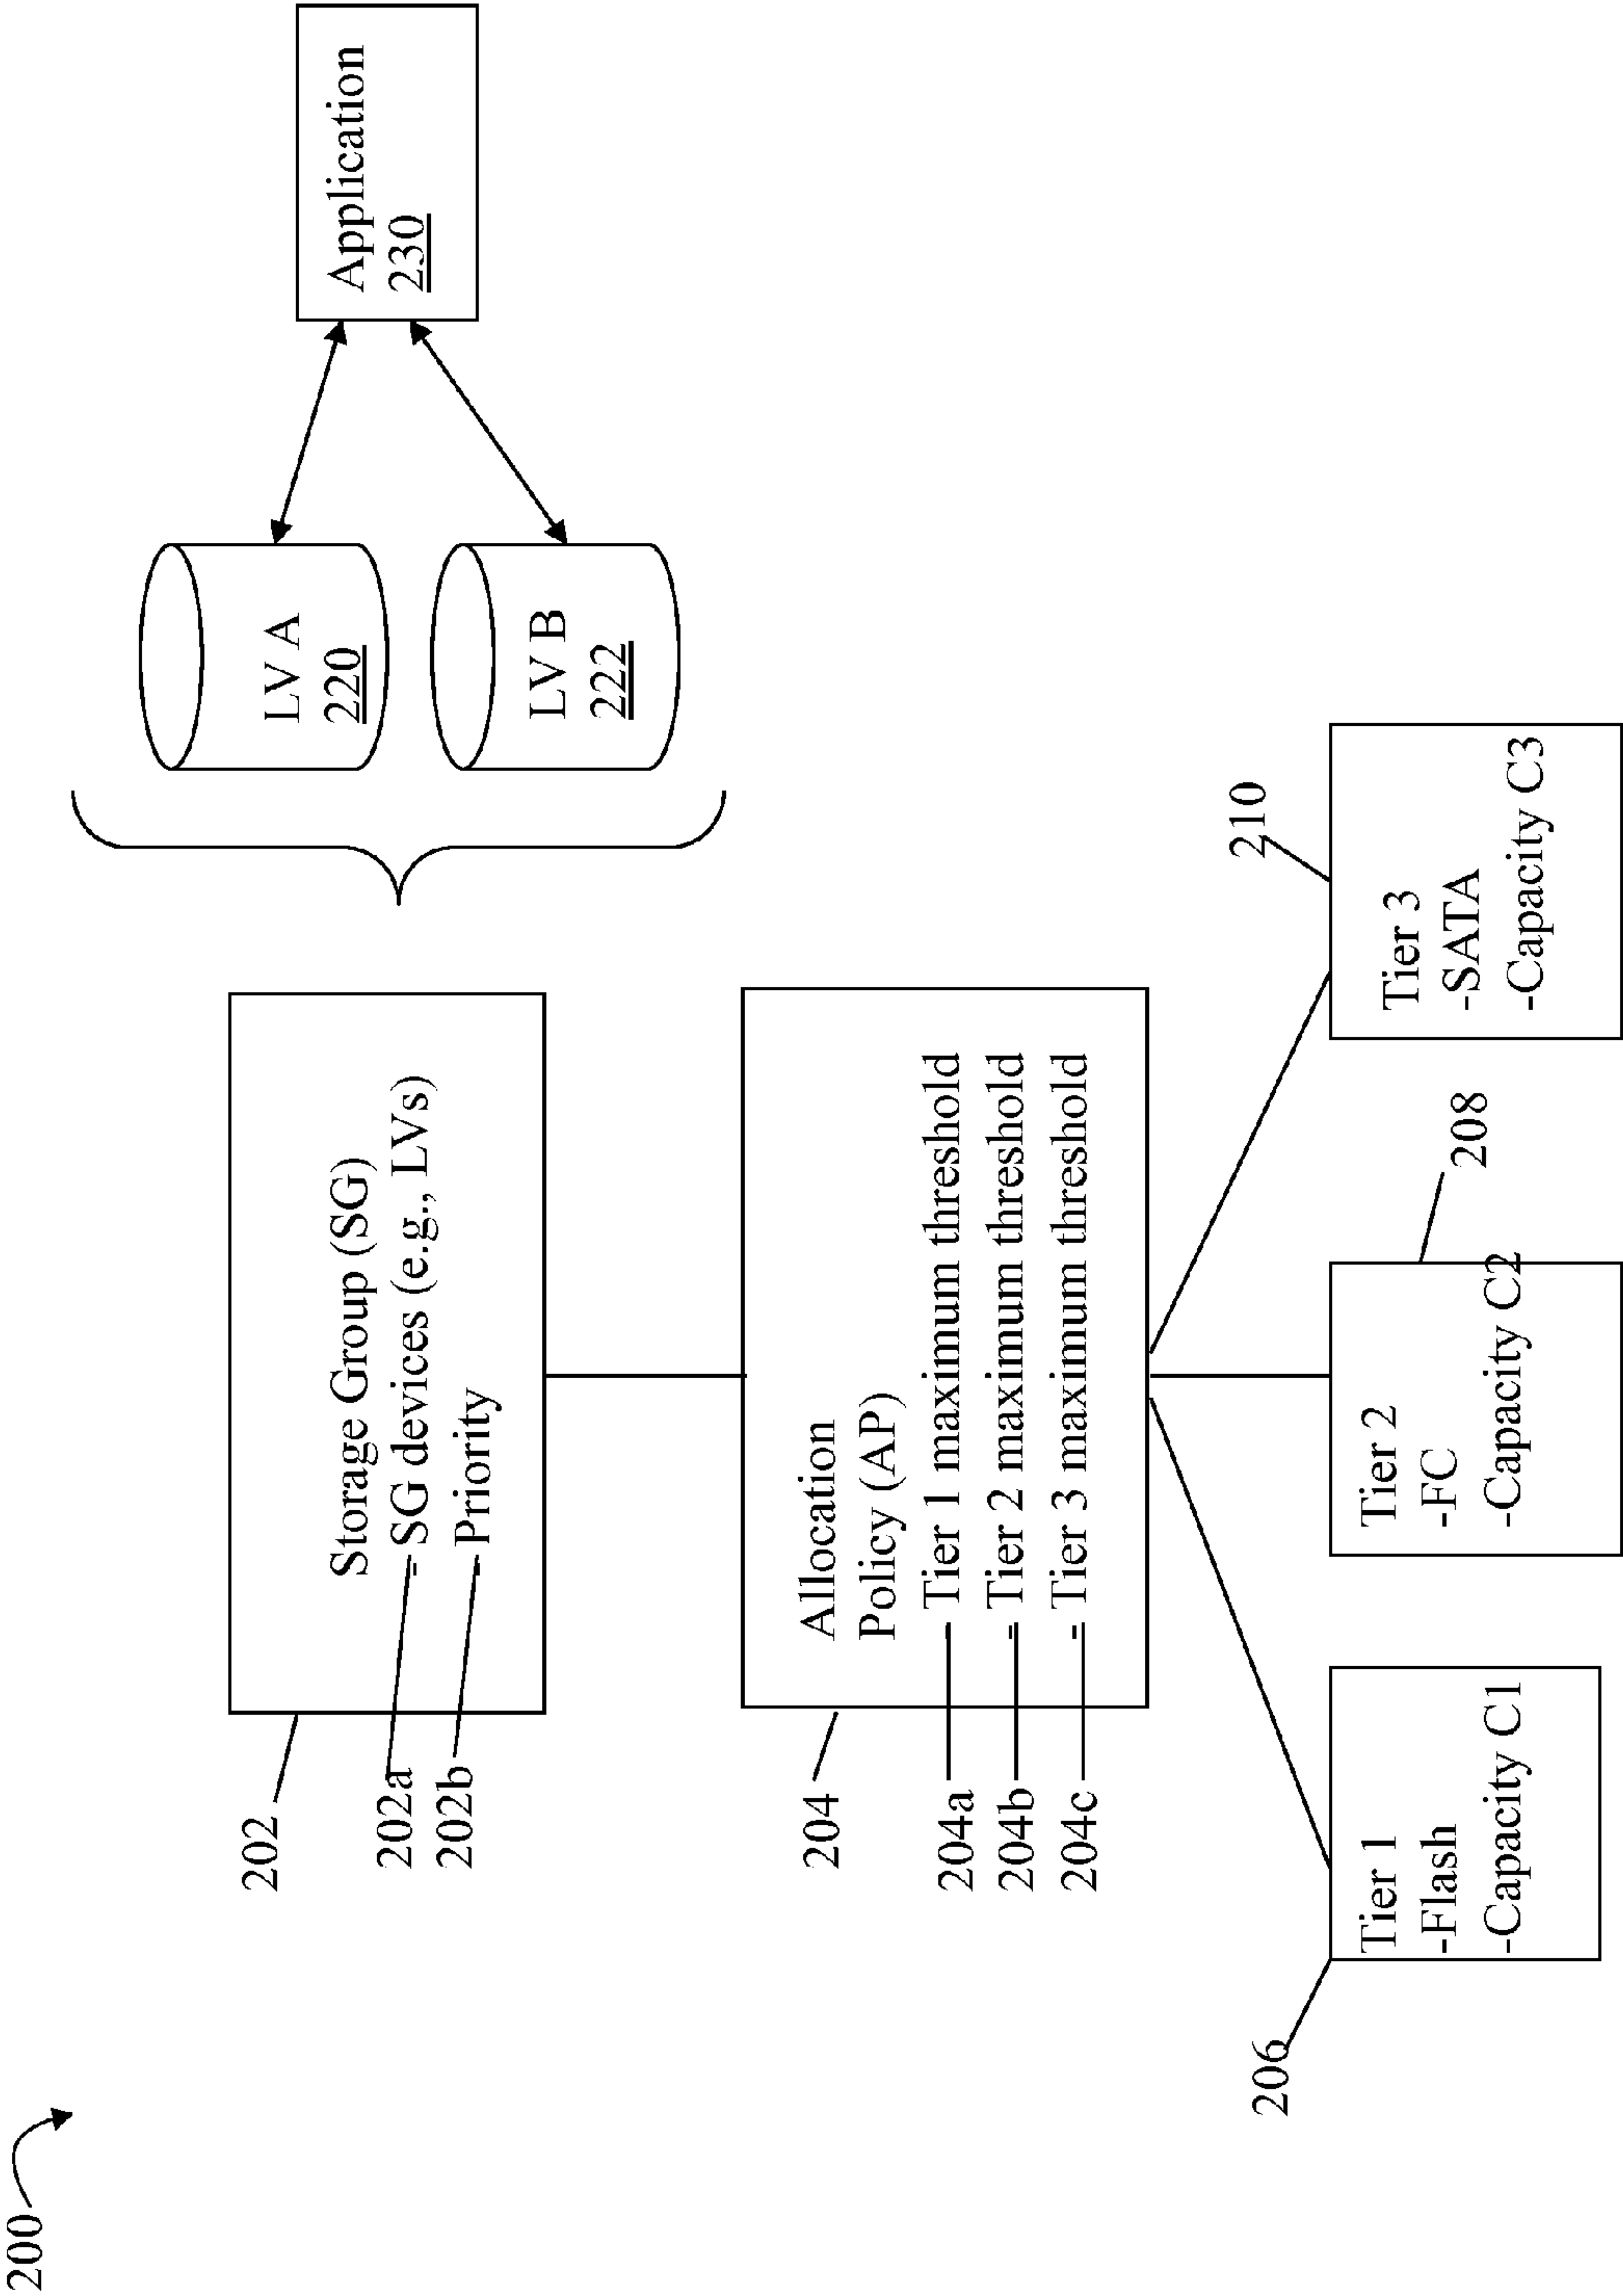 200
202
202a
202b
Storage Group (SG)
- SG devices (e.g., LVs)
- Priority
LV A
220
LV B
222
Application
230
204
204a
204b
204c
Allocation
Policy (AP)
- Tier 1 maximum threshold
- Tier 2 maximum threshold
- Tier 3 maximum threshold
206
Tier 1
-Flash
-Capacity C1
Tier 2
-FC
-Capacity C2
208
210
Tier 3
-SATA
-Capacity C3